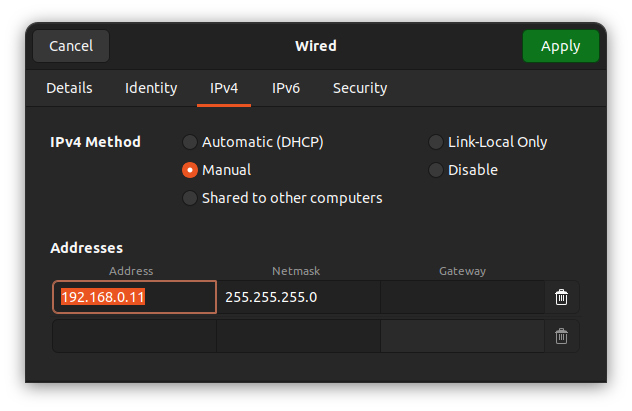 Cancel Wired Apply
Details Identity IPv4 IPv6 Security
IPv4 Method Automatic (DHCP) Link-Local Only
Manual Disable
Shared to other computers
Addresses
Address Netmask Gateway
192.168.0.11 255.255.255.0